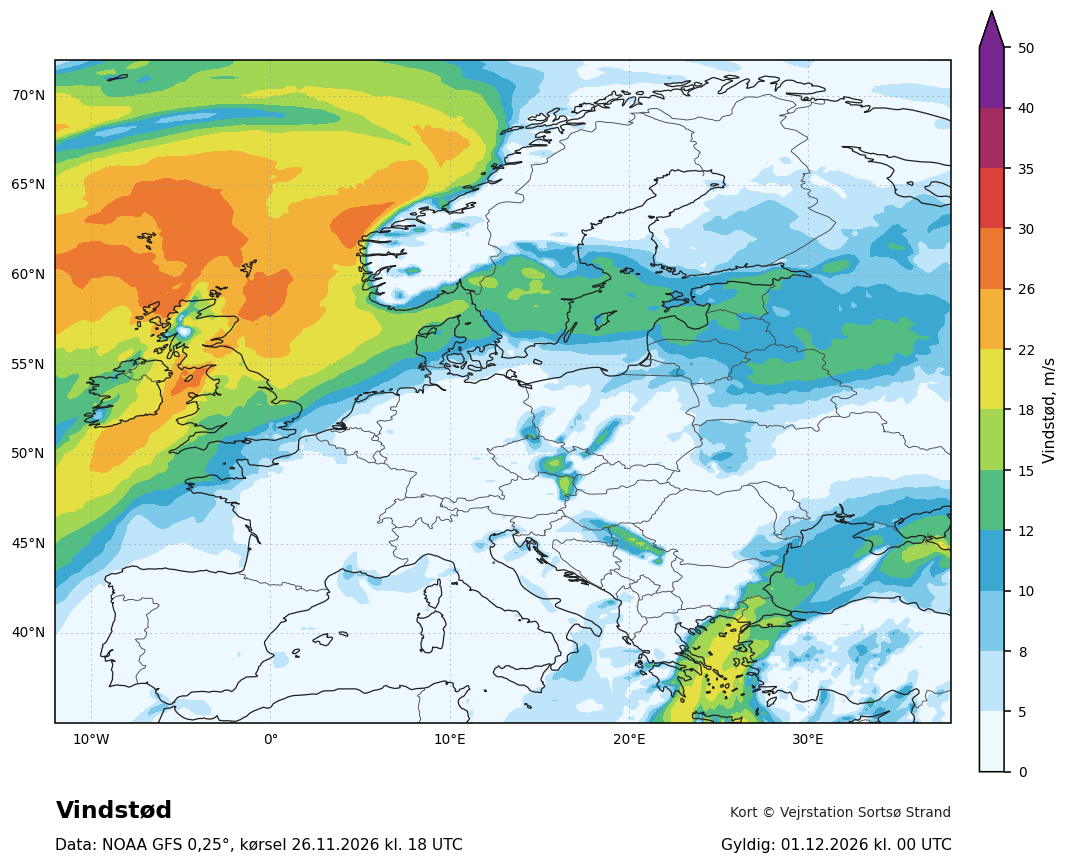 50
40
35
30
26
22
18
15
12
10
8
5
0
Vindstød, m/s
70°N
65°N
60°N
55°N
50°N
45°N
40°N
10°W
0°
10°E
20°E
30°E
Vindstød
Kort © Vejrstation Sortsø Strand
Data: NOAA GFS 0,25°, kørsel 26.11.2026 kl. 18 UTC
Gyldig: 01.12.2026 kl. 00 UTC